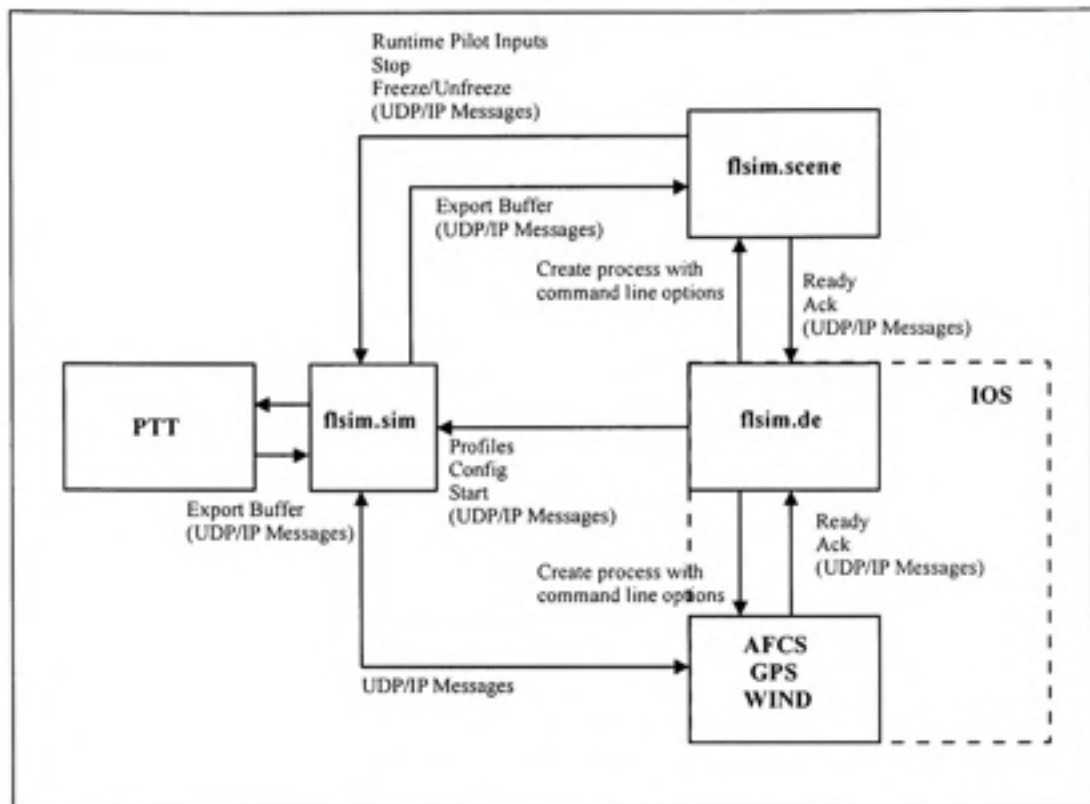 Runtime Pilot Inputs
Stop
Freeze/Unfreeze
(UDP/IP Messages)
flsim.scene
Export Buffer
(UDP/IP Messages)
Create process with
command line options
Ready
Ack
(UDP/IP Messages)
PTT
flsim.sim
flsim.de
IOS
Profiles
Config
Start
(UDP/IP Messages)
Export Buffer
(UDP/IP Messages)
Ready
Ack
(UDP/IP Messages)
Create process with
command line options
AFCS
GPS
WIND
UDP/IP Messages